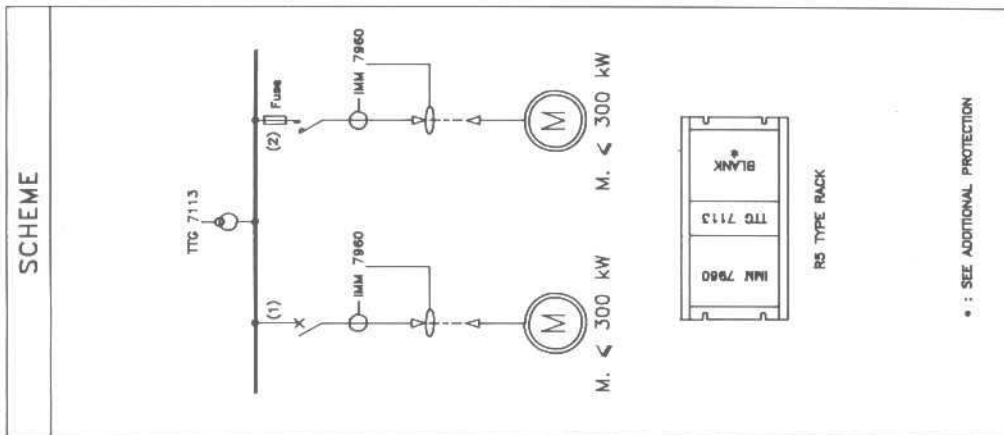 SCHEME
TTG 7113
(1)
(2)
Fuse
IMM 7960
IMM 7960
M
M
M. < 300 kW
M. < 300 kW
IMM 7960
TTG 7113
BLANK
*
R5 TYPE RACK
* : SEE ADDITIONAL PROTECTION